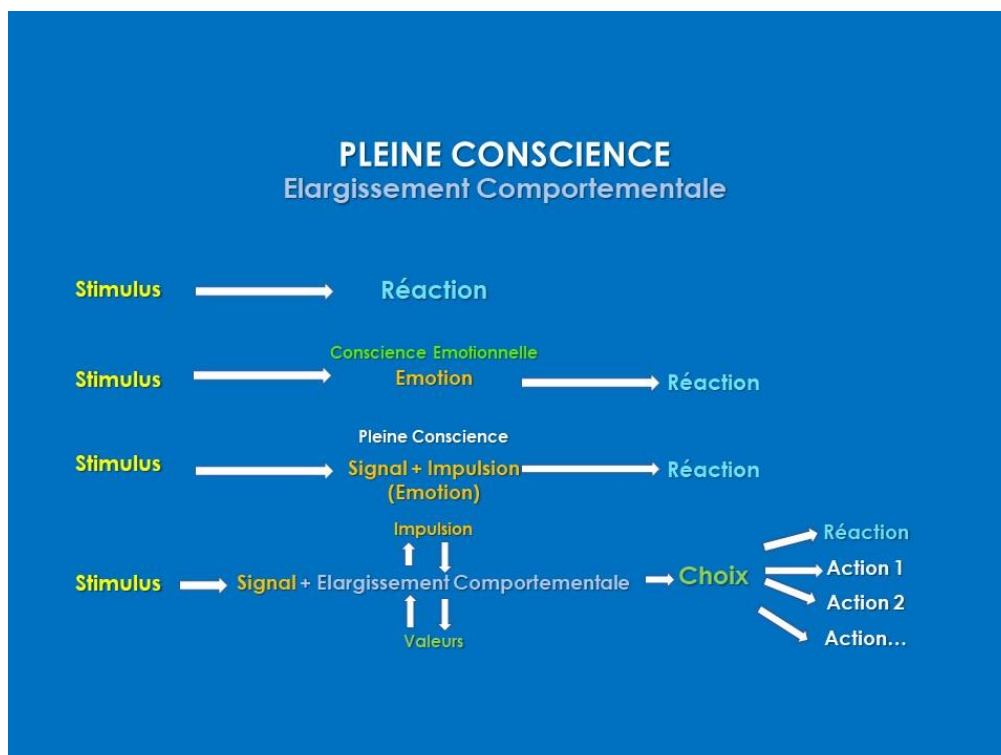 PLEINE CONSCIENCE
Elargissement Comportementale
Stimulus Réaction
Conscience Emotionnelle
Stimulus Emotion Réaction
Pleine Conscience
Stimulus Signal + Impulsion Réaction
(Emotion)
Impulsion
Stimulus Signal + Elargissement Comportementale Choix
Valeurs
Réaction
Action 1
Action 2
Action...